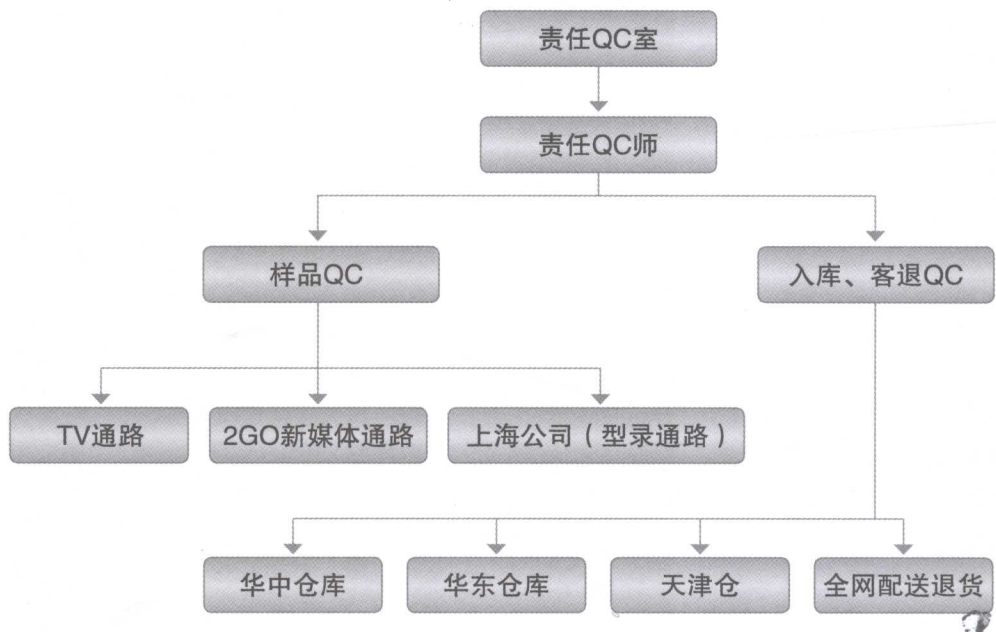 责任QC室
责任QC师
样品QC
入库、客退QC
TV通路
2GO新媒体通路
上海公司（型录通路）
华中仓库
华东仓库
天津仓
全网配送退货